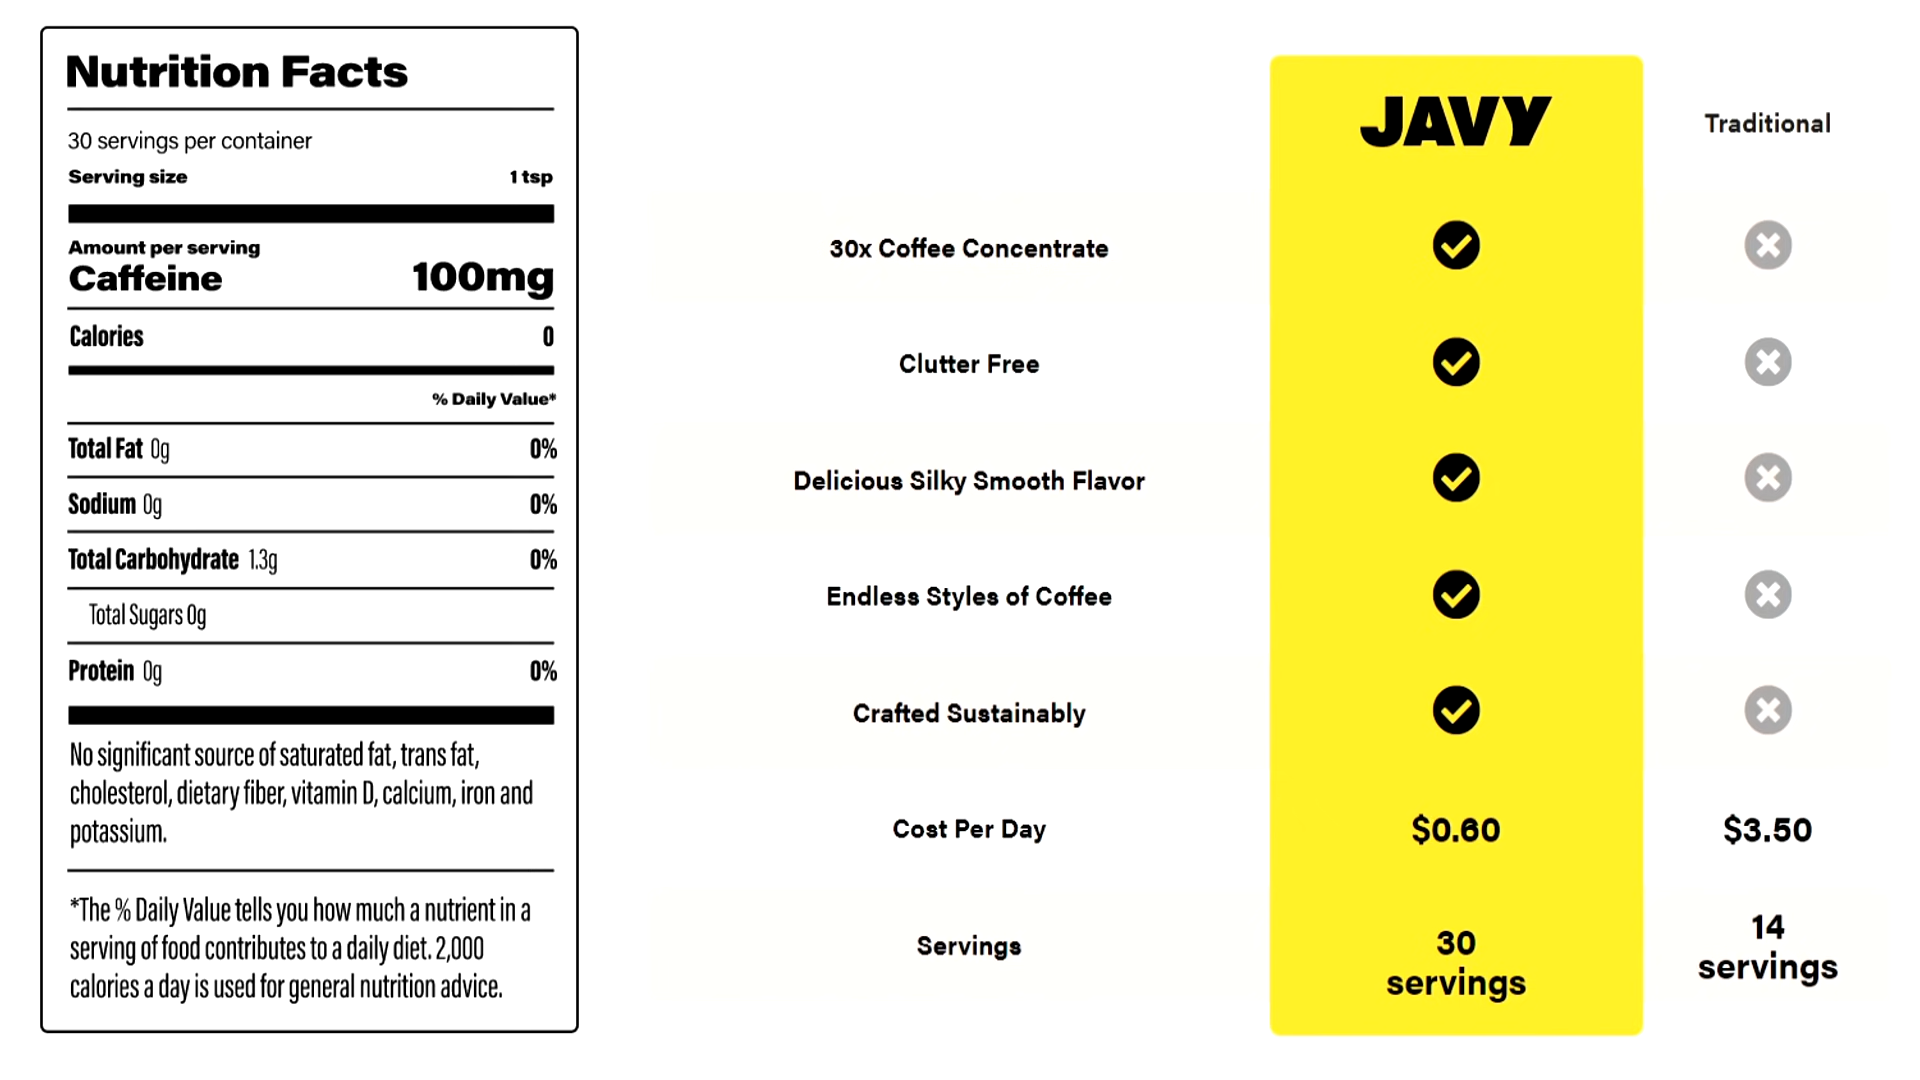 Nutrition Facts
30 servings per container
Serving size 1 tsp
Amount per serving
Caffeine 100mg
Calories 0
% Daily Value*
Total Fat 0g 0%
Sodium 0g 0%
Total Carbohydrate 1.3g 0%
Total Sugars 0g
Protein 0g 0%
No significant source of saturated fat, trans fat,
cholesterol, dietary fiber, vitamin D, calcium, iron and
potassium.
*The % Daily Value tells you how much a nutrient in a
serving of food contributes to a daily diet. 2,000
calories a day is used for general nutrition advice.
JAVY Traditional
30x Coffee Concentrate
Clutter Free
Delicious Silky Smooth Flavor
Endless Styles of Coffee
Crafted Sustainably
Cost Per Day $0.60 $3.50
Servings
30
servings
14
servings